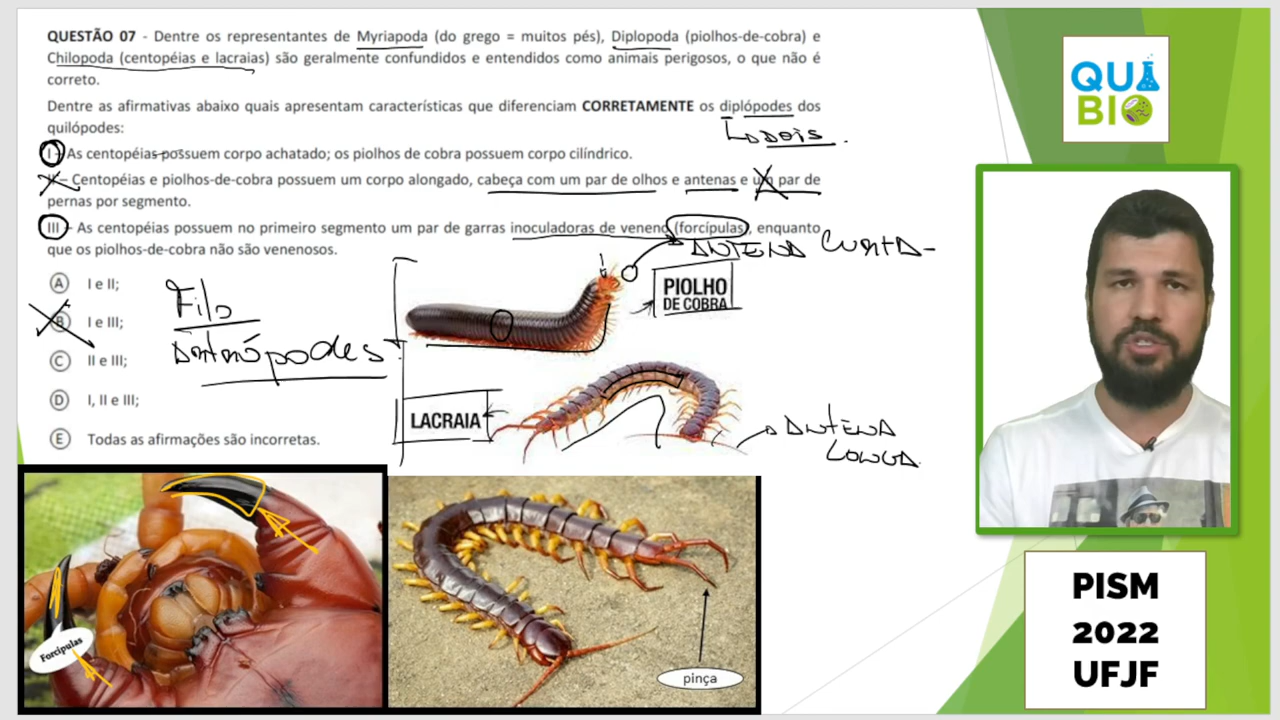 QUESTÃO 07 - Dentre os representantes de Myriapoda (do grego = muitos pés), Diplopoda (piolhos-de-cobra) e
Chilopoda (centopéias e lacraias) são geralmente confundidos e entendidos como animais perigosos, o que não é
correto.
Dentre as afirmativas abaixo quais apresentam características que diferenciam CORRETAMENTE os diplópodes dos
quilópodes:
DOIS.
I – As centopéias possuem corpo achatado; os piolhos de cobra possuem corpo cilíndrico.
II – Centopéias e piolhos-de-cobra possuem um corpo alongado, cabeça com um par de olhos e antenas e um par de
pernas por segmento.
III – As centopéias possuem no primeiro segmento um par de garras inoculadoras de veneno (forcípulas), enquanto
que os piolhos-de-cobra não são venenosos.
ANTENA CURTA
A I e II;
B I e III;
C II e III;
D I, II e III;
E Todas as afirmações são incorretas.
Filo
Artrópodes
PIOLHO
DE COBRA
LACRAIA
ANTENA
LONGA
Forcípulas
pinça
QUI
BIO
PISM
2022
UFJF